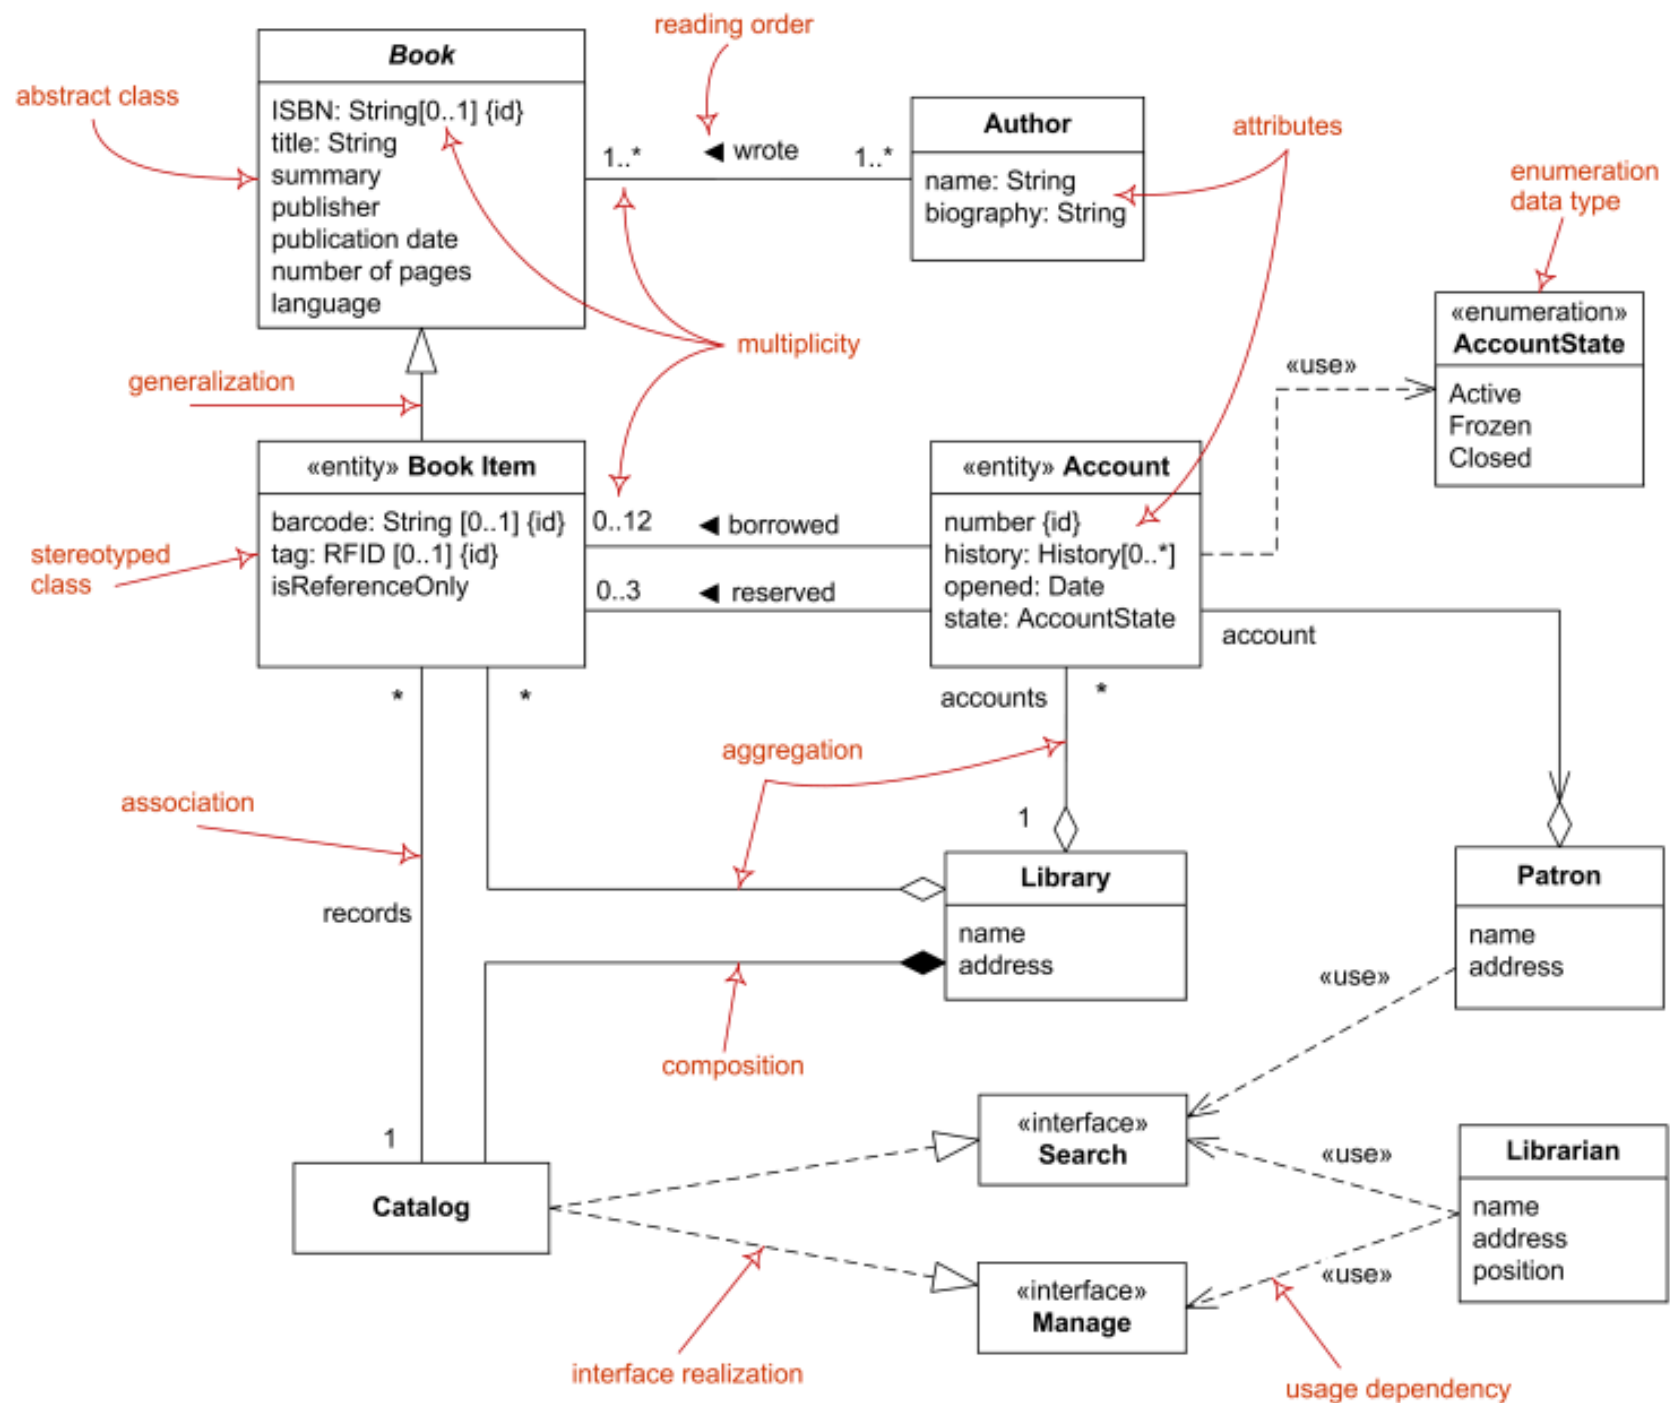 reading order
Book
abstract class
ISBN: String[0..1] {id}
title: String
summary
publisher
publication date
number of pages
language
1..*
◀ wrote
1..*
Author
name: String
biography: String
attributes
enumeration
data type
multiplicity
generalization
«enumeration»
AccountState
Active
Frozen
Closed
«use»
«entity» Book Item
barcode: String [0..1] {id}
tag: RFID [0..1] {id}
isReferenceOnly
stereotyped
class
0..12
◀ borrowed
0..3
◀ reserved
«entity» Account
number {id}
history: History[0..*]
opened: Date
state: AccountState
account
*
*
accounts
*
aggregation
association
1
records
Library
name
address
Patron
name
address
«use»
composition
1
Catalog
«interface»
Search
«use»
Librarian
name
address
position
«interface»
Manage
«use»
interface realization
usage dependency